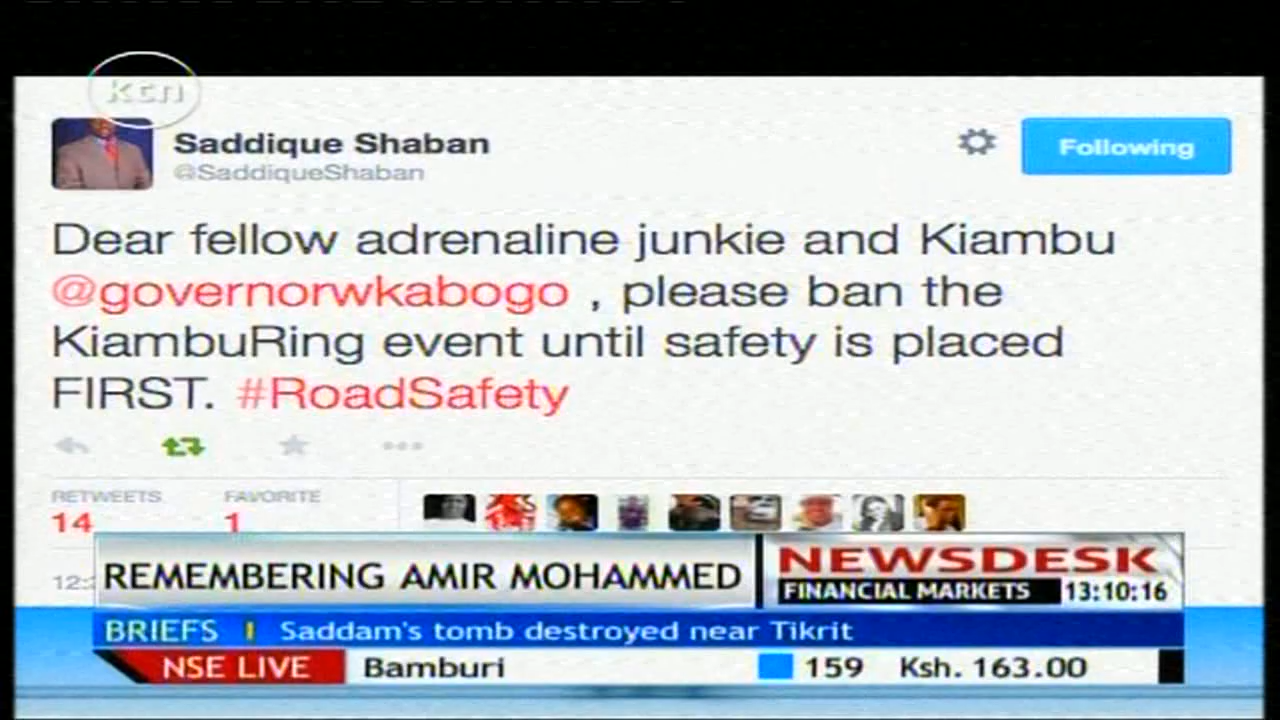 ktn
Saddique Shaban
@SaddiqueShaban
Following
Dear fellow adrenaline junkie and Kiambu
@governorwkabogo , please ban the
KiambuRing event until safety is placed
FIRST. #RoadSafety
RETWEETS
FAVORITE
14
1
REMEMBERING AMIR MOHAMMED
NEWSDESK
FINANCIAL MARKETS 13:10:16
BRIEFS | Saddam's tomb destroyed near Tikrit
NSE LIVE Bamburi 159 Ksh. 163.00